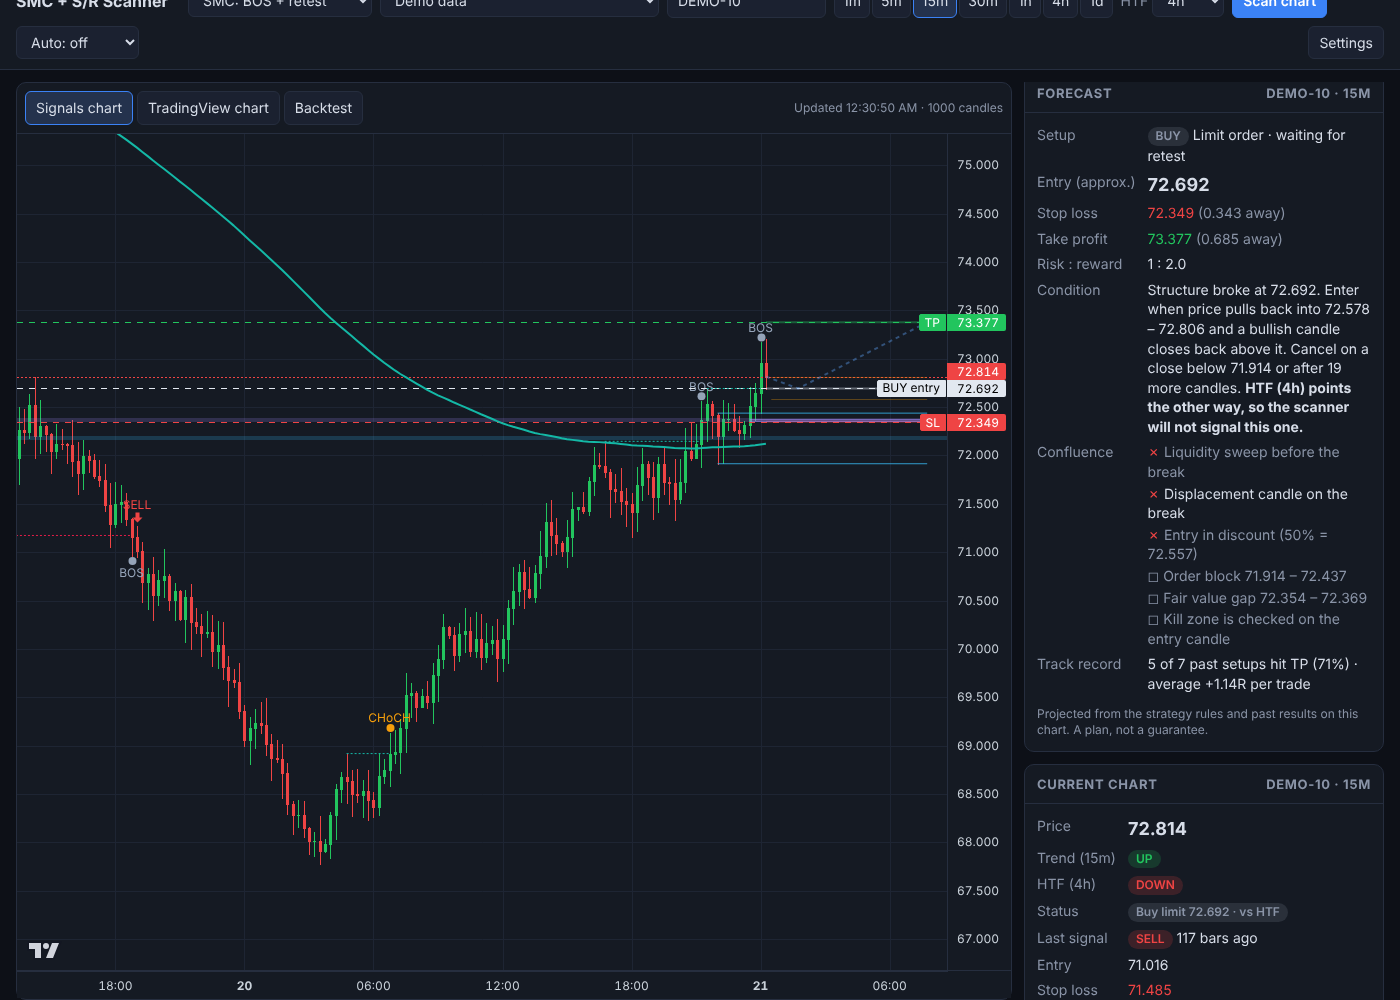 SMC + S/R Scanner
SMC: BOS + retest
Demo data
DEMO-10
1m 5m 15m 30m 1h 4h 1d HTF 4h
Scan chart
Auto: off
Settings
Signals chart
TradingView chart
Backtest
Updated 12:30:50 AM · 1000 candles
75.000
74.500
74.000
73.500
TP 73.377
73.000
72.814
BUY entry 72.692
72.500
SL 72.349
72.000
71.500
71.000
70.500
70.000
69.500
69.000
68.500
68.000
67.500
67.000
BOS
BOS
SELL
BOS
CHoCH
18:00 20 06:00 12:00 18:00 21 06:00
FORECAST DEMO-10 · 15M
Setup BUY Limit order · waiting for
retest
Entry (approx.) 72.692
Stop loss 72.349 (0.343 away)
Take profit 73.377 (0.685 away)
Risk : reward 1 : 2.0
Condition Structure broke at 72.692. Enter
when price pulls back into 72.578
– 72.806 and a bullish candle
closes back above it. Cancel on a
close below 71.914 or after 19
more candles. HTF (4h) points
the other way, so the scanner
will not signal this one.
Confluence × Liquidity sweep before the
break
× Displacement candle on the
break
× Entry in discount (50% =
72.557)
□ Order block 71.914 – 72.437
□ Fair value gap 72.354 – 72.369
□ Kill zone is checked on the
entry candle
Track record 5 of 7 past setups hit TP (71%) ·
average +1.14R per trade
Projected from the strategy rules and past results on this
chart. A plan, not a guarantee.
CURRENT CHART DEMO-10 · 15M
Price 72.814
Trend (15m) UP
HTF (4h) DOWN
Status Buy limit 72.692 · vs HTF
Last signal SELL 117 bars ago
Entry 71.016
Stop loss 71.485